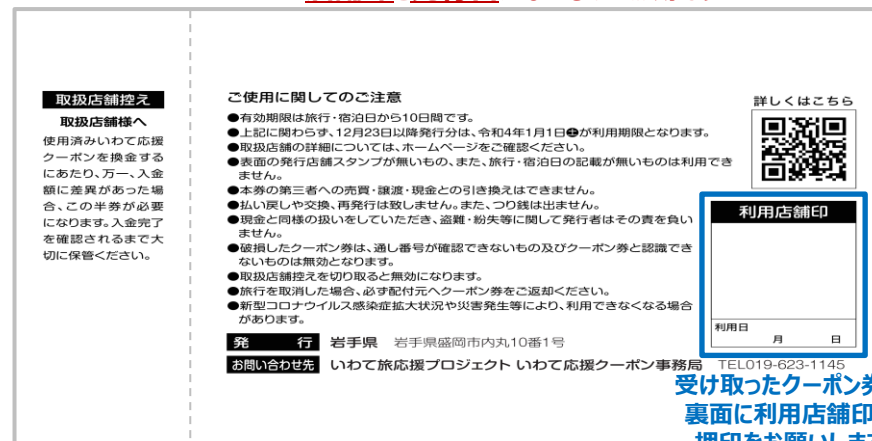 取扱店舗控え
取扱店舗様へ
使用済みいわて応援
クーポンを換金する
にあたり、万一、入金
額に差異があった場
合、この半券が必要
になります。入金完了
を確認されるまで大
切に保管ください。
ご使用に関してのご注意
●有効期限は旅行・宿泊日から10日間です。
●上記に関わらず、12月23日以降発行分は、令和4年1月1日㊏が利用期限となります。
●取扱店舗の詳細については、ホームページをご確認ください。
●表面の発行店舗スタンプが無いもの、また、旅行・宿泊日の記載が無いものは利用でき
ません。
●本券の第三者への売買・譲渡・現金との引き換えはできません。
●払い戻しや交換、再発行は致しません。また、つり銭は出ません。
●現金と同様の扱いをしていただき、盗難・紛失等に関して発行者はその責を負い
ません。
●破損したクーポン券は、通し番号が確認できないもの及びクーポン券と認識でき
ないものは無効となります。
●取扱店舗控えを切り取ると無効になります。
●旅行を取消した場合、必ず配付元へクーポン券をご返却ください。
●新型コロナウイルス感染症拡大状況や災害発生等により、利用できなくなる場合
があります。
発 行 岩手県 岩手県盛岡市内丸10番1号
お問い合わせ先 いわて旅応援プロジェクト いわて応援クーポン事務局 TEL019-623-1145
詳しくはこちら
利用店舗印
利用日
月 日
受け取ったクーポン券
裏面に利用店舗印
押印をお願いします